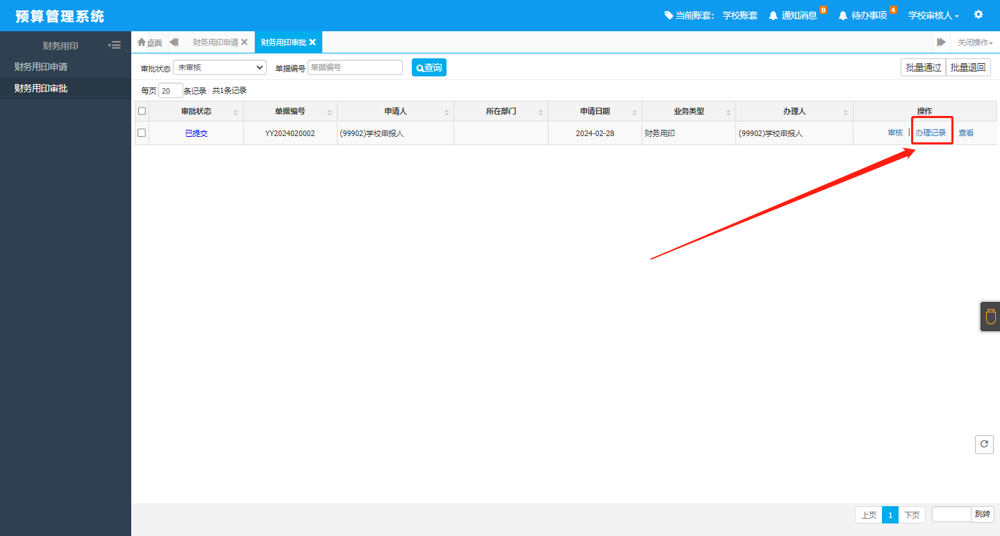 预算管理系统
当前账套: 学校账套 通知消息 0 待办事项 4 学校审核人
财务用印
财务用印申请
财务用印审批
桌面 财务用印申请 财务用印审批 关闭操作
审批状态 未审核 单据编号 单据编号 查询 批量通过 批量退回
每页 20 条记录 共1条记录
审批状态 单据编号 申请人 所在部门 申请日期 业务类型 办理人 操作
已提交 YY2024020002 (99902)学校申报人 2024-02-28 财务用印 (99902)学校申报人 审核 | 办理记录 查看
上页 1 下页 跳转